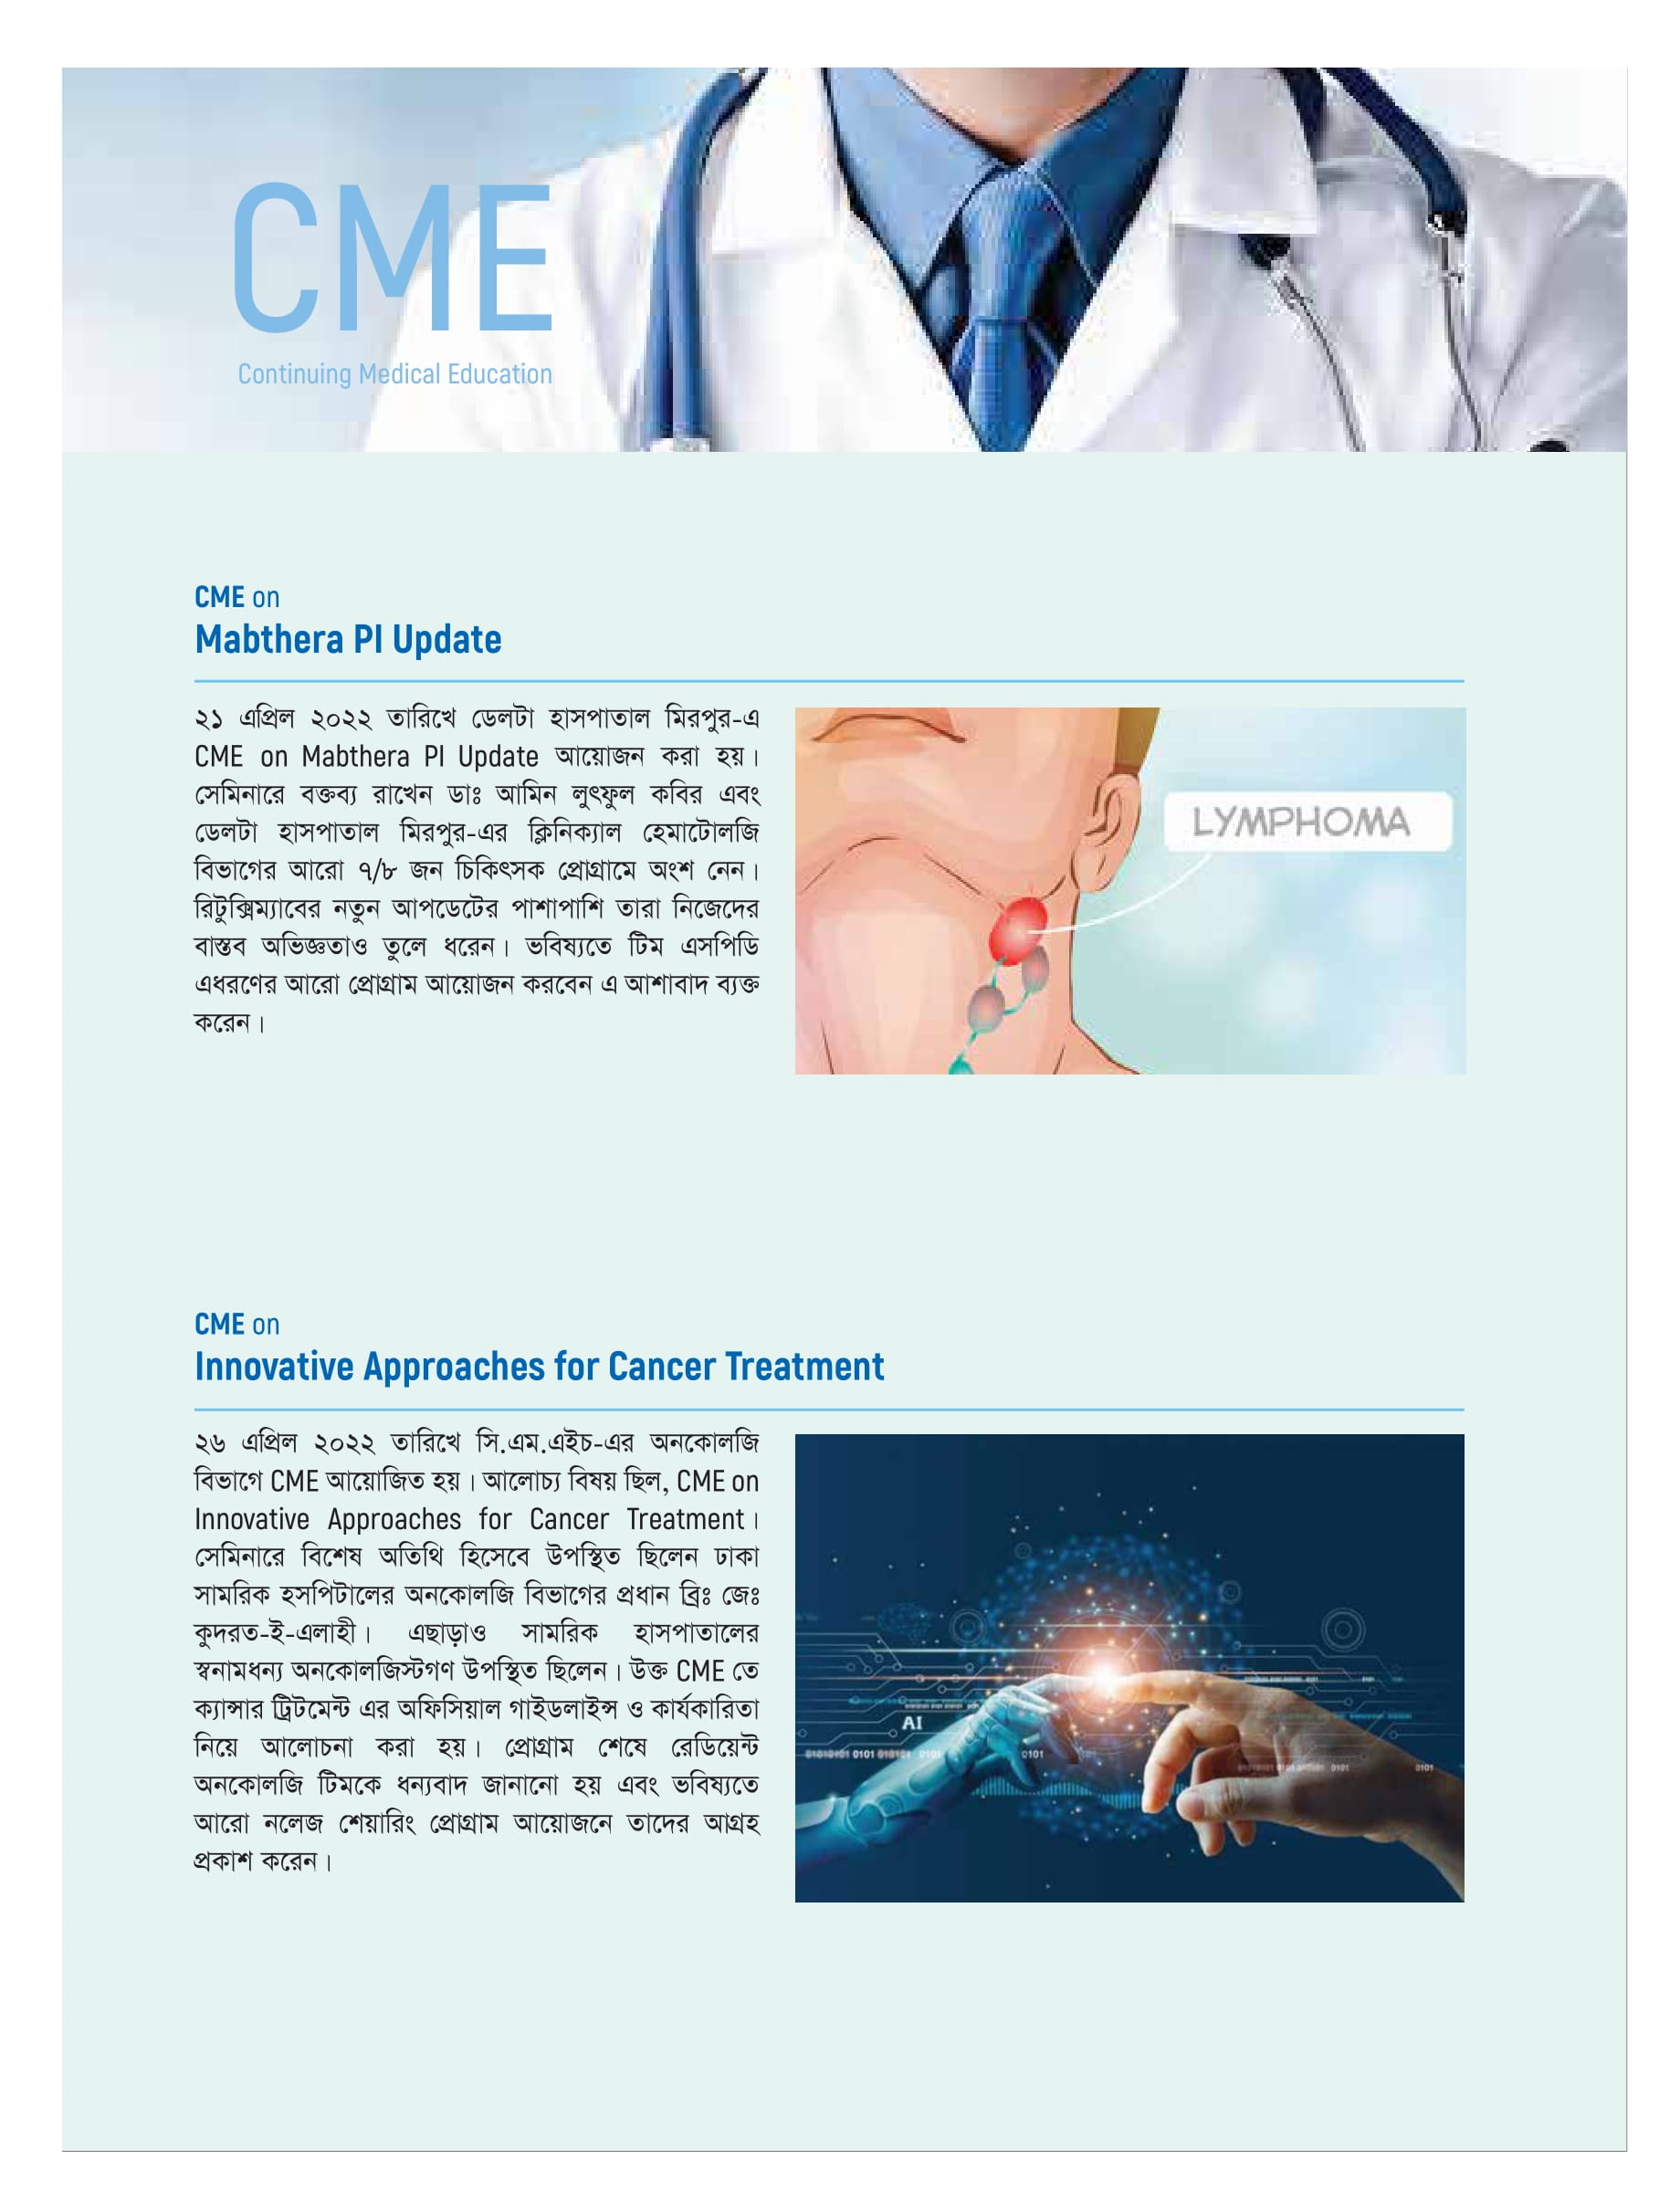 CME
Continuing Medical Education
CME on
Mabthera PI Update
২১ এপ্রিল ২০২২ তারিখে ডেলটা হাসপাতাল মিরপুর-এ
CME on Mabthera PI Update আয়োজন করা হয়।
সেমিনারে বক্তব্য রাখেন ডাঃ আমিন লুৎফুল কবির এবং
ডেলটা হাসপাতাল মিরপুর-এর ক্লিনিক্যাল হেমাটোলজি
বিভাগের আরো ৭/৮ জন চিকিৎসক প্রোগ্রামে অংশ নেন।
রিটুক্সিম্যাবের নতুন আপডেটের পাশাপাশি তারা নিজেদের
বাস্তব অভিজ্ঞতাও তুলে ধরেন। ভবিষ্যতে টিম এসপিডি
এধরণের আরো প্রোগ্রাম আয়োজন করবেন এ আশাবাদ ব্যক্ত
করেন।
LYMPHOMA
CME on
Innovative Approaches for Cancer Treatment
২৬ এপ্রিল ২০২২ তারিখে সি.এম.এইচ-এর অনকোলজি
বিভাগে CME আয়োজিত হয়। আলোচ্য বিষয় ছিল, CME on
Innovative Approaches for Cancer Treatment।
সেমিনারে বিশেষ অতিথি হিসেবে উপস্থিত ছিলেন ঢাকা
সামরিক হসপিটালের অনকোলজি বিভাগের প্রধান ব্রিঃ জেঃ
কুদরত-ই-এলাহী। এছাড়াও সামরিক হাসপাতালের
স্বনামধন্য অনকোলজিস্টগণ উপস্থিত ছিলেন। উক্ত CME তে
ক্যান্সার ট্রিটমেন্ট এর অফিসিয়াল গাইডলাইন্স ও কার্যকারিতা
নিয়ে আলোচনা করা হয়। প্রোগ্রাম শেষে রেডিয়েন্ট
অনকোলজি টিমকে ধন্যবাদ জানানো হয় এবং ভবিষ্যতে
আরো নলেজ শেয়ারিং প্রোগ্রাম আয়োজনে তাদের আগ্রহ
প্রকাশ করেন।
AI
0101
0101
0101